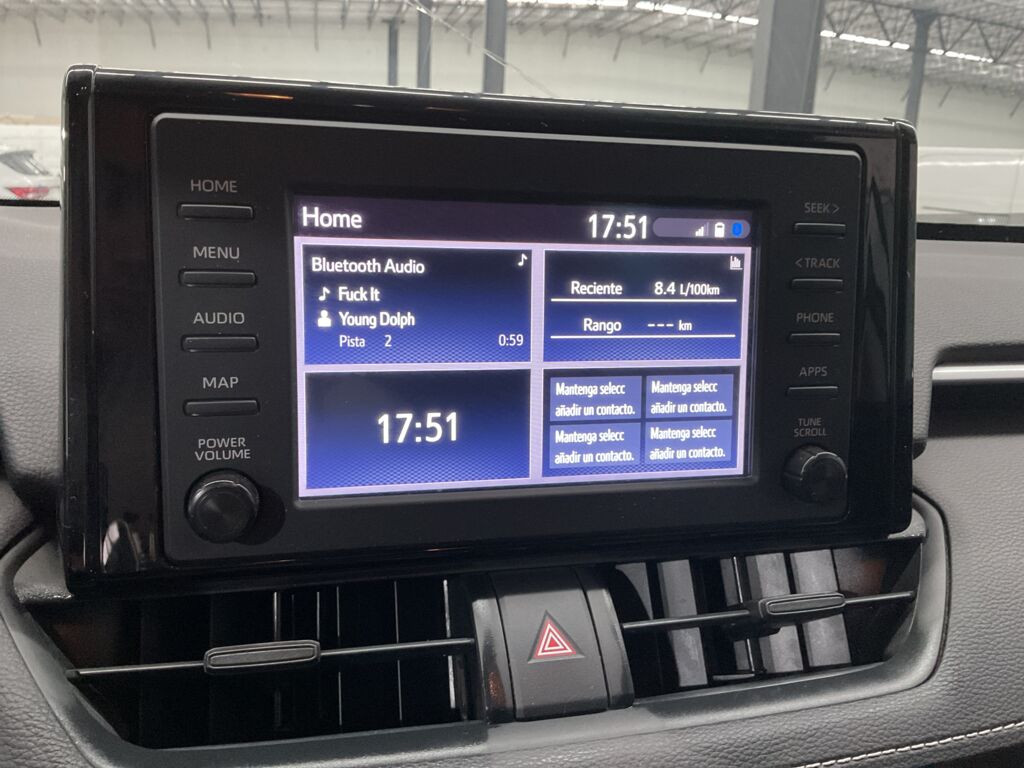 HOME
MENU
AUDIO
MAP
POWER
VOLUME
Home
17:51
Bluetooth Audio
Fuck It
Young Dolph
Pista 2 0:59
Reciente 8.4 L/100km
Rango --- km
17:51
Mantenga selecc
añadir un contacto.
Mantenga selecc
añadir un contacto.
Mantenga selecc
añadir un contacto.
Mantenga selecc
añadir un contacto.
SEEK >
< TRACK
PHONE
APPS
TUNE
SCROLL